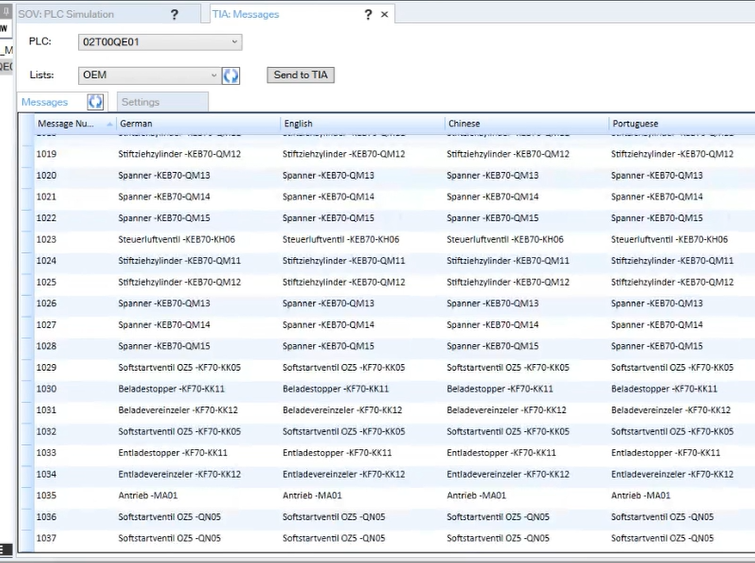 SOV: PLC Simulation ? TIA: Messages ? ×
PLC: 02T00QE01
Lists: OEM Send to TIA
Messages Settings
Message Nu... German English Chinese Portuguese
1019 Stiftziehzylinder -KEB70-QM12 Stiftziehzylinder -KEB70-QM12 Stiftziehzylinder -KEB70-QM12 Stiftziehzylinder -KEB70-QM12
1020 Spanner -KEB70-QM13 Spanner -KEB70-QM13 Spanner -KEB70-QM13 Spanner -KEB70-QM13
1021 Spanner -KEB70-QM14 Spanner -KEB70-QM14 Spanner -KEB70-QM14 Spanner -KEB70-QM14
1022 Spanner -KEB70-QM15 Spanner -KEB70-QM15 Spanner -KEB70-QM15 Spanner -KEB70-QM15
1023 Steuerluftventil -KEB70-KH06 Steuerluftventil -KEB70-KH06 Steuerluftventil -KEB70-KH06 Steuerluftventil -KEB70-KH06
1024 Stiftziehzylinder -KEB70-QM11 Stiftziehzylinder -KEB70-QM11 Stiftziehzylinder -KEB70-QM11 Stiftziehzylinder -KEB70-QM11
1025 Stiftziehzylinder -KEB70-QM12 Stiftziehzylinder -KEB70-QM12 Stiftziehzylinder -KEB70-QM12 Stiftziehzylinder -KEB70-QM12
1026 Spanner -KEB70-QM13 Spanner -KEB70-QM13 Spanner -KEB70-QM13 Spanner -KEB70-QM13
1027 Spanner -KEB70-QM14 Spanner -KEB70-QM14 Spanner -KEB70-QM14 Spanner -KEB70-QM14
1028 Spanner -KEB70-QM15 Spanner -KEB70-QM15 Spanner -KEB70-QM15 Spanner -KEB70-QM15
1029 Softstartventil OZ5 -KF70-KK05 Softstartventil OZ5 -KF70-KK05 Softstartventil OZ5 -KF70-KK05 Softstartventil OZ5 -KF70-KK05
1030 Beladestopper -KF70-KK11 Beladestopper -KF70-KK11 Beladestopper -KF70-KK11 Beladestopper -KF70-KK11
1031 Beladevereinzeler -KF70-KK12 Beladevereinzeler -KF70-KK12 Beladevereinzeler -KF70-KK12 Beladevereinzeler -KF70-KK12
1032 Softstartventil OZ5 -KF70-KK05 Softstartventil OZ5 -KF70-KK05 Softstartventil OZ5 -KF70-KK05 Softstartventil OZ5 -KF70-KK05
1033 Entladestopper -KF70-KK11 Entladestopper -KF70-KK11 Entladestopper -KF70-KK11 Entladestopper -KF70-KK11
1034 Entladevereinzeler -KF70-KK12 Entladevereinzeler -KF70-KK12 Entladevereinzeler -KF70-KK12 Entladevereinzeler -KF70-KK12
1035 Antrieb -MA01 Antrieb -MA01 Antrieb -MA01 Antrieb -MA01
1036 Softstartventil OZ5 -QN05 Softstartventil OZ5 -QN05 Softstartventil OZ5 -QN05 Softstartventil OZ5 -QN05
1037 Softstartventil OZ5 -QN05 Softstartventil OZ5 -QN05 Softstartventil OZ5 -QN05 Softstartventil OZ5 -QN05